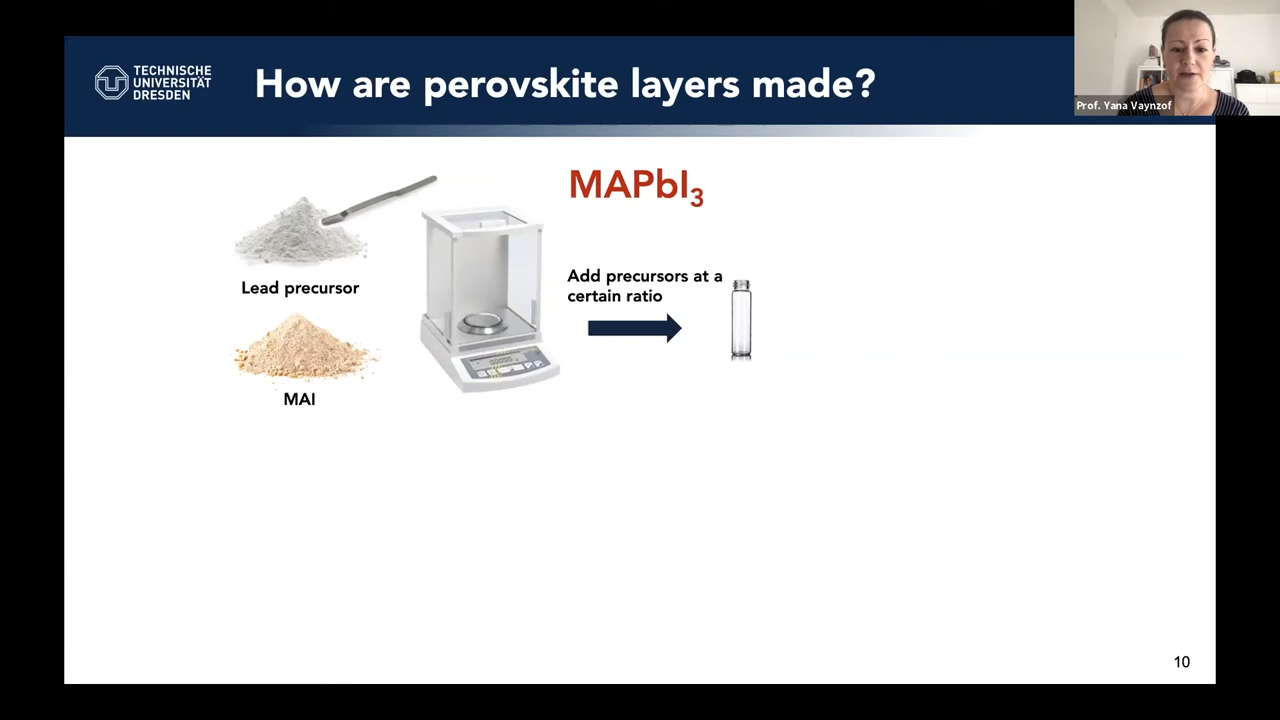 TECHNISCHE
UNIVERSITÄT
DRESDEN
How are perovskite layers made?
Prof. Yana Vaynzof
MAPbI₃
Lead precursor
Add precursors at a
certain ratio
MAI
10